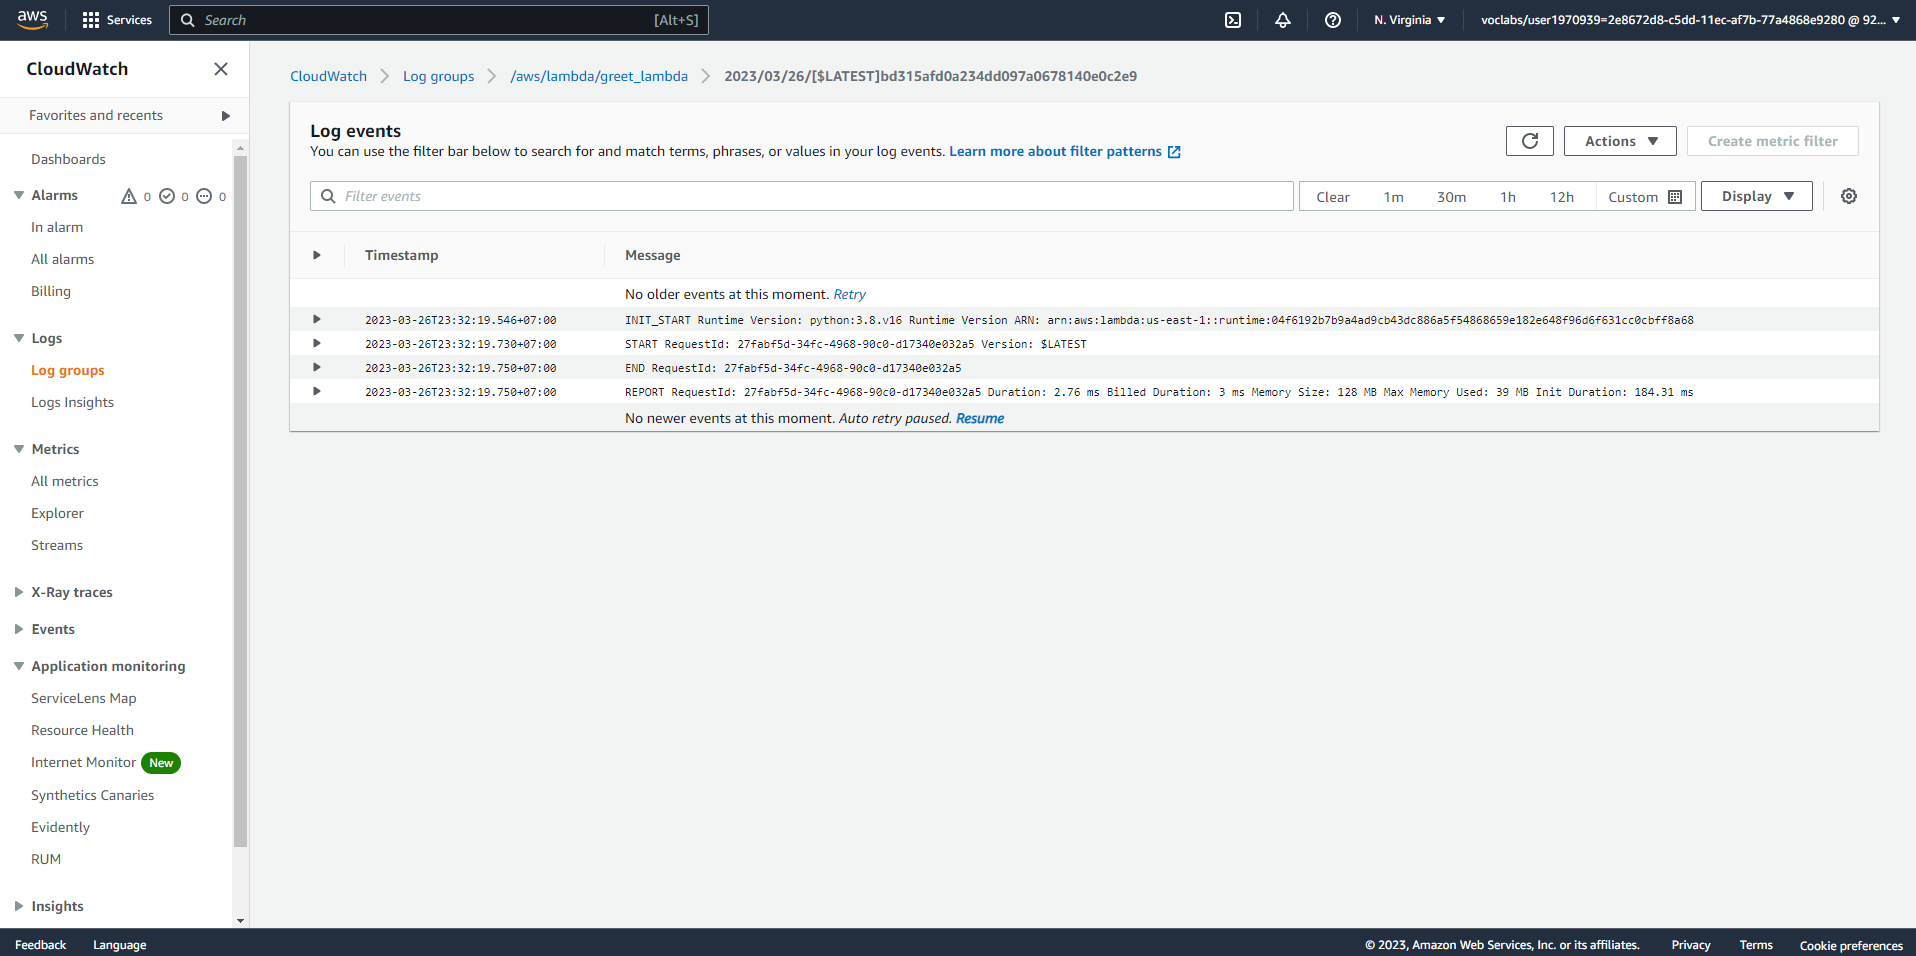 aws Services Search [Alt+S] N. Virginia voclabs/user1970939=2e8672d8-c5dd-11ec-af7b-77a4868e9280 @ 92...
CloudWatch
Favorites and recents
Dashboards
Alarms 0 0 0
In alarm
All alarms
Billing
Logs
Log groups
Logs Insights
Metrics
All metrics
Explorer
Streams
X-Ray traces
Events
Application monitoring
ServiceLens Map
Resource Health
Internet Monitor New
Synthetics Canaries
Evidently
RUM
Insights
CloudWatch Log groups /aws/lambda/greet_lambda 2023/03/26/[$LATEST]bd315afd0a234dd097a0678140e0c2e9
Log events
You can use the filter bar below to search for and match terms, phrases, or values in your log events. Learn more about filter patterns
Actions Create metric filter
Filter events Clear 1m 30m 1h 12h Custom Display
Timestamp Message
No older events at this moment. Retry
2023-03-26T23:32:19.546+07:00 INIT_START Runtime Version: python:3.8.v16 Runtime Version ARN: arn:aws:lambda:us-east-1::runtime:04f6192b7b9a4ad9cb43dc886a5f54868659e182e648f96d6f631cc0cbff8a68
2023-03-26T23:32:19.730+07:00 START RequestId: 27fabf5d-34fc-4968-90c0-d17340e032a5 Version: $LATEST
2023-03-26T23:32:19.750+07:00 END RequestId: 27fabf5d-34fc-4968-90c0-d17340e032a5
2023-03-26T23:32:19.750+07:00 REPORT RequestId: 27fabf5d-34fc-4968-90c0-d17340e032a5 Duration: 2.76 ms Billed Duration: 3 ms Memory Size: 128 MB Max Memory Used: 39 MB Init Duration: 184.31 ms
No newer events at this moment. Auto retry paused. Resume
Feedback Language © 2023, Amazon Web Services, Inc. or its affiliates. Privacy Terms Cookie preferences